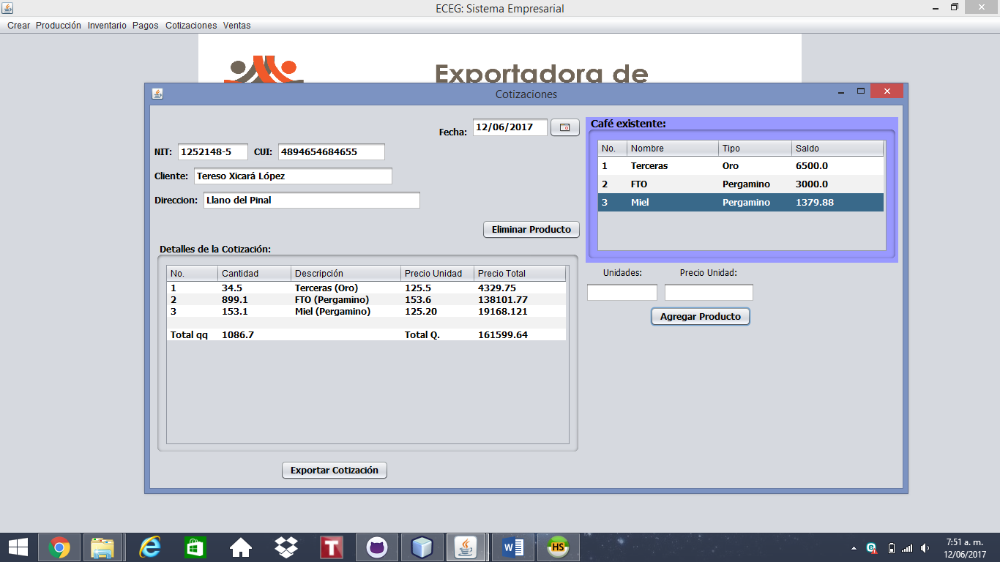 ECEG: Sistema Empresarial
Crear Producción Inventario Pagos Cotizaciones Ventas
Exportadora de
Cotizaciones
Fecha: 12/06/2017
NIT: 1252148-5 CUI: 4894654684655
Cliente: Tereso Xicará López
Direccion: Llano del Pinal
Eliminar Producto
Café existente:
No. Nombre Tipo Saldo
1 Terceras Oro 6500.0
2 FTO Pergamino 3000.0
3 Miel Pergamino 1379.88
Unidades: Precio Unidad:
Agregar Producto
Detalles de la Cotización:
No. Cantidad Descripción Precio Unidad Precio Total
1 34.5 Terceras (Oro) 125.5 4329.75
2 899.1 FTO (Pergamino) 153.6 138101.77
3 153.1 Miel (Pergamino) 125.20 19168.121
Total qq 1086.7 Total Q. 161599.64
Exportar Cotización
T
W
HS
7:51 a. m.
12/06/2017